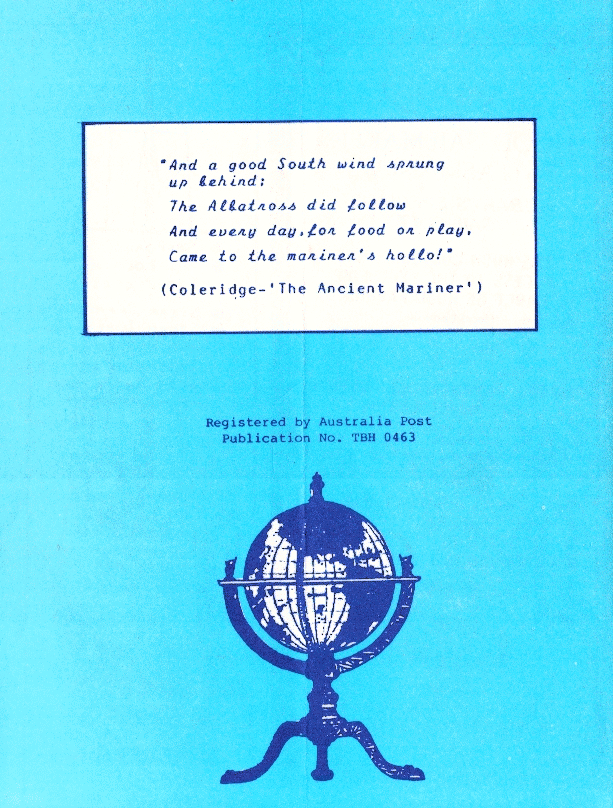 "And a good South wind sprung
up behind;
The Albatross did follow
And every day, for food or play,
Came to the mariner's hollo!"
(Coleridge-'The Ancient Mariner')
Registered by Australia Post
Publication No. TBH 0463